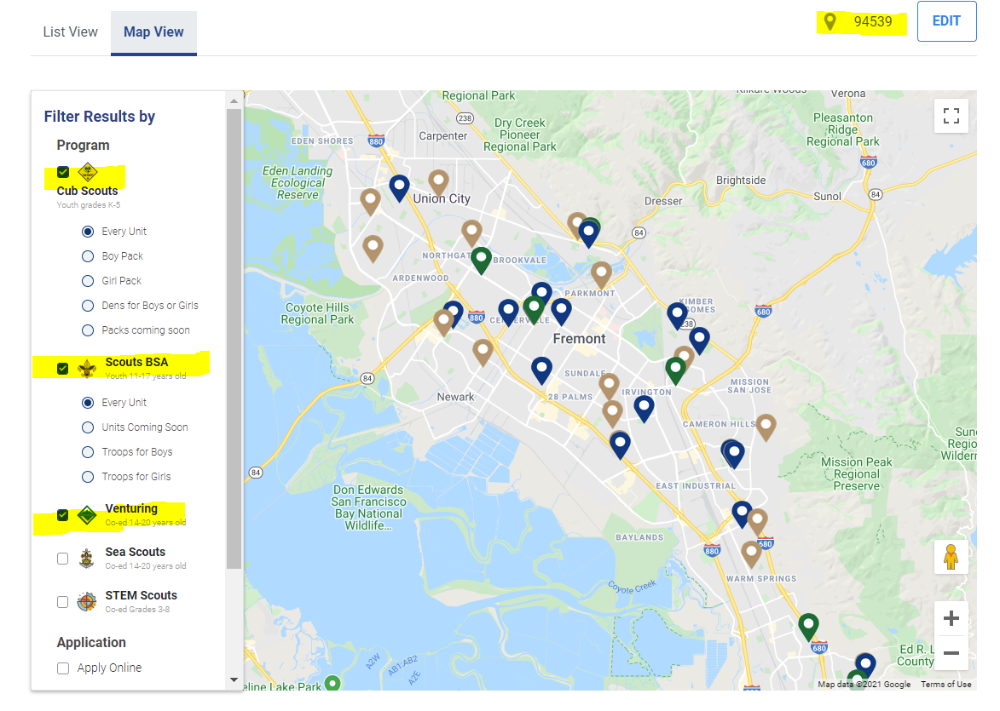 List View
Map View
94539
EDIT
Filter Results by
Program
Cub Scouts
Youth grades K-5
Every Unit
Boy Pack
Girl Pack
Dens for Boys or Girls
Packs coming soon
Scouts BSA
Youth 11-17 years old
Every Unit
Units Coming Soon
Troops for Boys
Troops for Girls
Venturing
Co-ed 14-20 years old
Sea Scouts
Co-ed 14-20 years old
STEM Scouts
Co-ed Grades 3-8
Application
Apply Online
Regional Park
Kilkare Woods
Verona
238
Carpenter
Dry Creek
Pioneer
Regional Park
Pleasanton
Ridge
Regional Park
EDEN SHORES
880
680
Eden Landing
Ecological
Reserve
Union City
Brightside
Dresser
Sunol
84
84
NORTHGAT
BROOKVALE
ARDENWOOD
PARKMONT
KIMBER
GOMES
Coyote Hills
Regional Park
880
680
238
Fremont
84
SUNDALE
Newark
28 PALMS
IRVINGTON
MISSION
SAN JOSE
CAMERON HILLS
84
Mission Peak
Regional
Preserve
EAST INDUSTRIAL
Don Edwards
San Francisco
Bay National
Wildlife...
BAYLANDS
880
680
WARM SPRINGS
Coyote Creek
680
A2W
AB1-AB2
A2E
Ed R. L
County
eline Lake Park
Map data ©2021 Google
Terms of Use